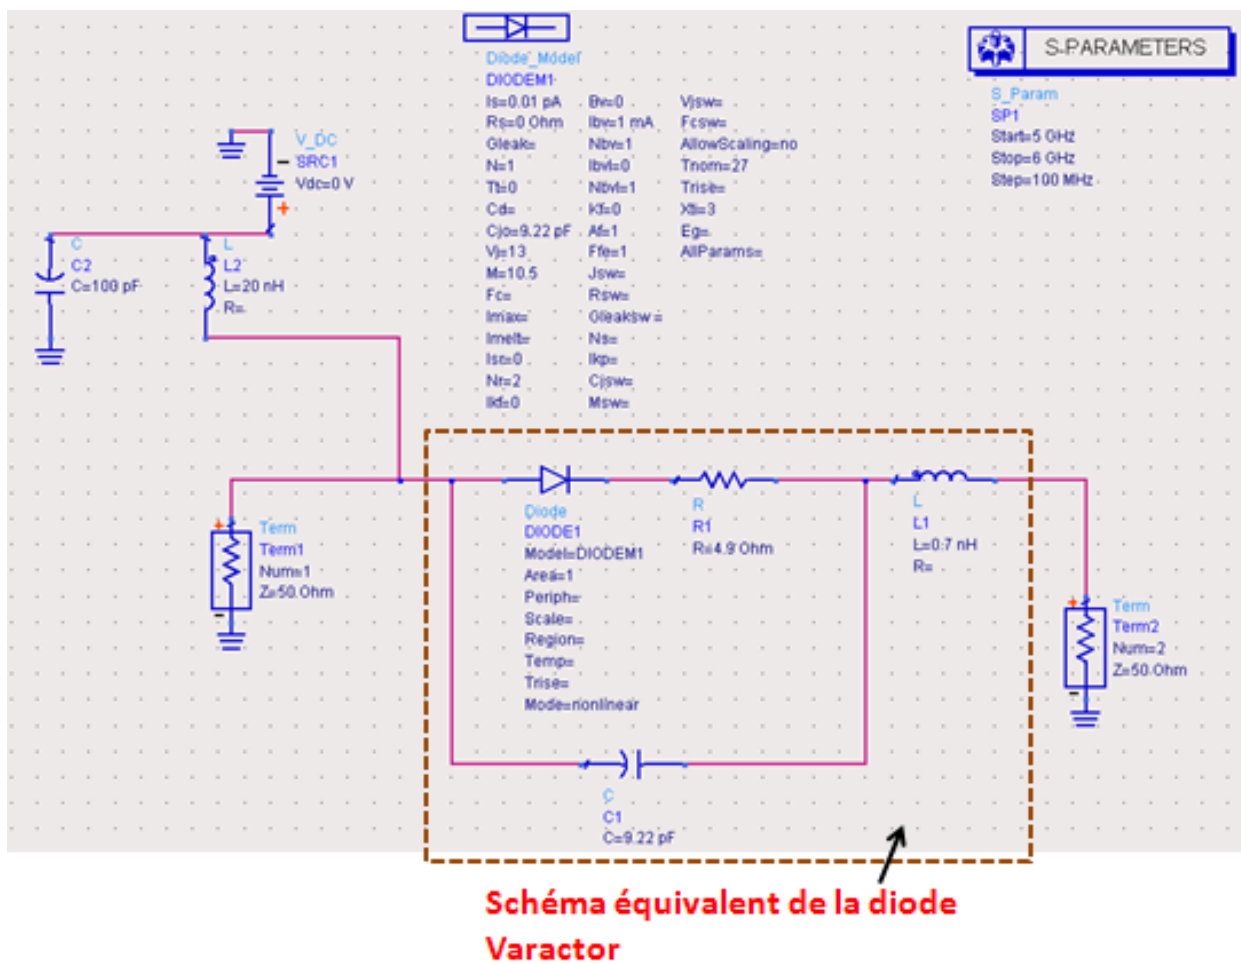 Diode_Model
DIODEM1
Is=0.01 pA
Rs=0 Ohm
Gleak=
N=1
Tt=0
Cd=
Cjo=9.22 pF
Vj=13
M=10.5
Fc=
Imax=
Imelt=
Isr=0
Nr=2
Ikf=0
Bv=0
Ibv=1 mA
Nbv=1
Ibvl=0
Nbvl=1
Kf=0
Af=1
Ffe=1
Jsw=
Rsw=
Gleaksw=
Ns=
Ikp=
Cjsw=
Msw=
Vjsw=
Fcsw=
AllowScaling=no
Tnom=27
Trise=
Xti=3
Eg=
AllParams=
S-PARAMETERS
S_Param
SP1
Start=5 GHz
Stop=6 GHz
Step=100 MHz
V_DC
SRC1
Vdc=0 V
C
C2
C=100 pF
L
L2
L=20 nH
R=
Term
Term1
Num=1
Z=50 Ohm
Diode
DIODE1
Model=DIODEM1
Area=1
Periph=
Scale=
Region=
Temp=
Trise=
Mode=nonlinear
R
R1
R=4.9 Ohm
L
L1
L=0.7 nH
R=
Term
Term2
Num=2
Z=50 Ohm
C
C1
C=9.22 pF
Schéma équivalent de la diode
Varactor